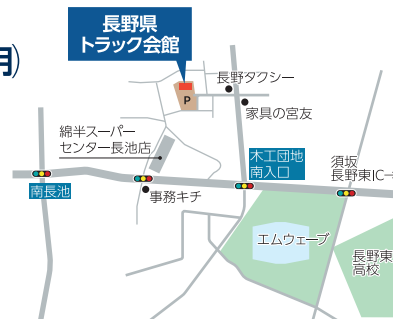 長野県
トラック会館
長野タクシー
P
家具の宮友
綿半スーパー
センター長池店
木工団地
南入口
須坂
長野東IC→
南長池
事務キチ
エムウェーブ
長野東
高校